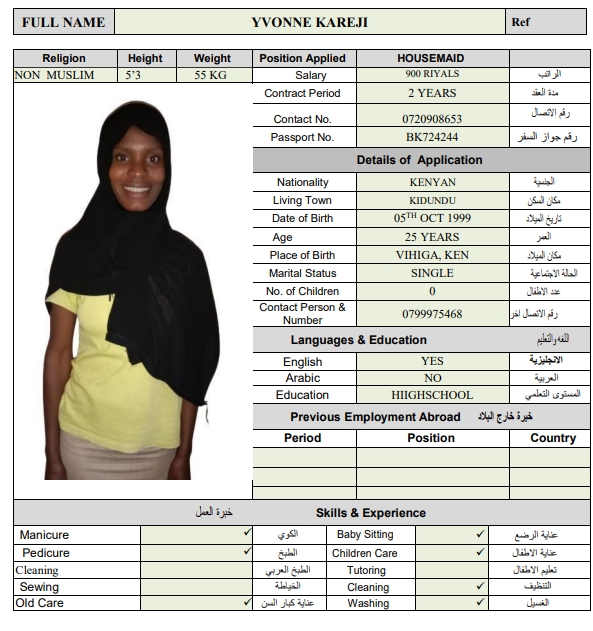 FULL NAME YVONNE KAREJI Ref
Religion Height Weight Position Applied HOUSEMAID
NON MUSLIM 5'3 55 KG Salary 900 RIYALS الراتب
Contract Period 2 YEARS مدة العقد
Contact No. 0720908653 رقم الاتصال
Passport No. BK724244 رقم جواز السفر
Details of Application
Nationality KENYAN الجنسية
Living Town KIDUNDU مكان السكن
Date of Birth 05TH OCT 1999 تاريخ الميلاد
Age 25 YEARS العمر
Place of Birth VIHIGA, KEN مكان الميلاد
Marital Status SINGLE الحالة الاجتماعية
No. of Children 0 عدد الاطفال
Contact Person &
Number 0799975468 رقم الاتصال اخر
Languages & Education اللغه والتعليم
English YES الانجليزية
Arabic NO العربية
Education HIIGHSCHOOL المستوى التعلمي
Previous Employment Abroad خبرة خارج البلاد
Period Position Country
خبرة العمل Skills & Experience
Manicure ✓ الكوي Baby Sitting ✓ عناية الرضع
Pedicure ✓ الطبخ Children Care ✓ عناية الاطفال
Cleaning الطبخ العربي Tutoring تعليم الاطفال
Sewing الخياطة Cleaning ✓ التنظيف
Old Care ✓ عناية كبار السن Washing ✓ الغسيل